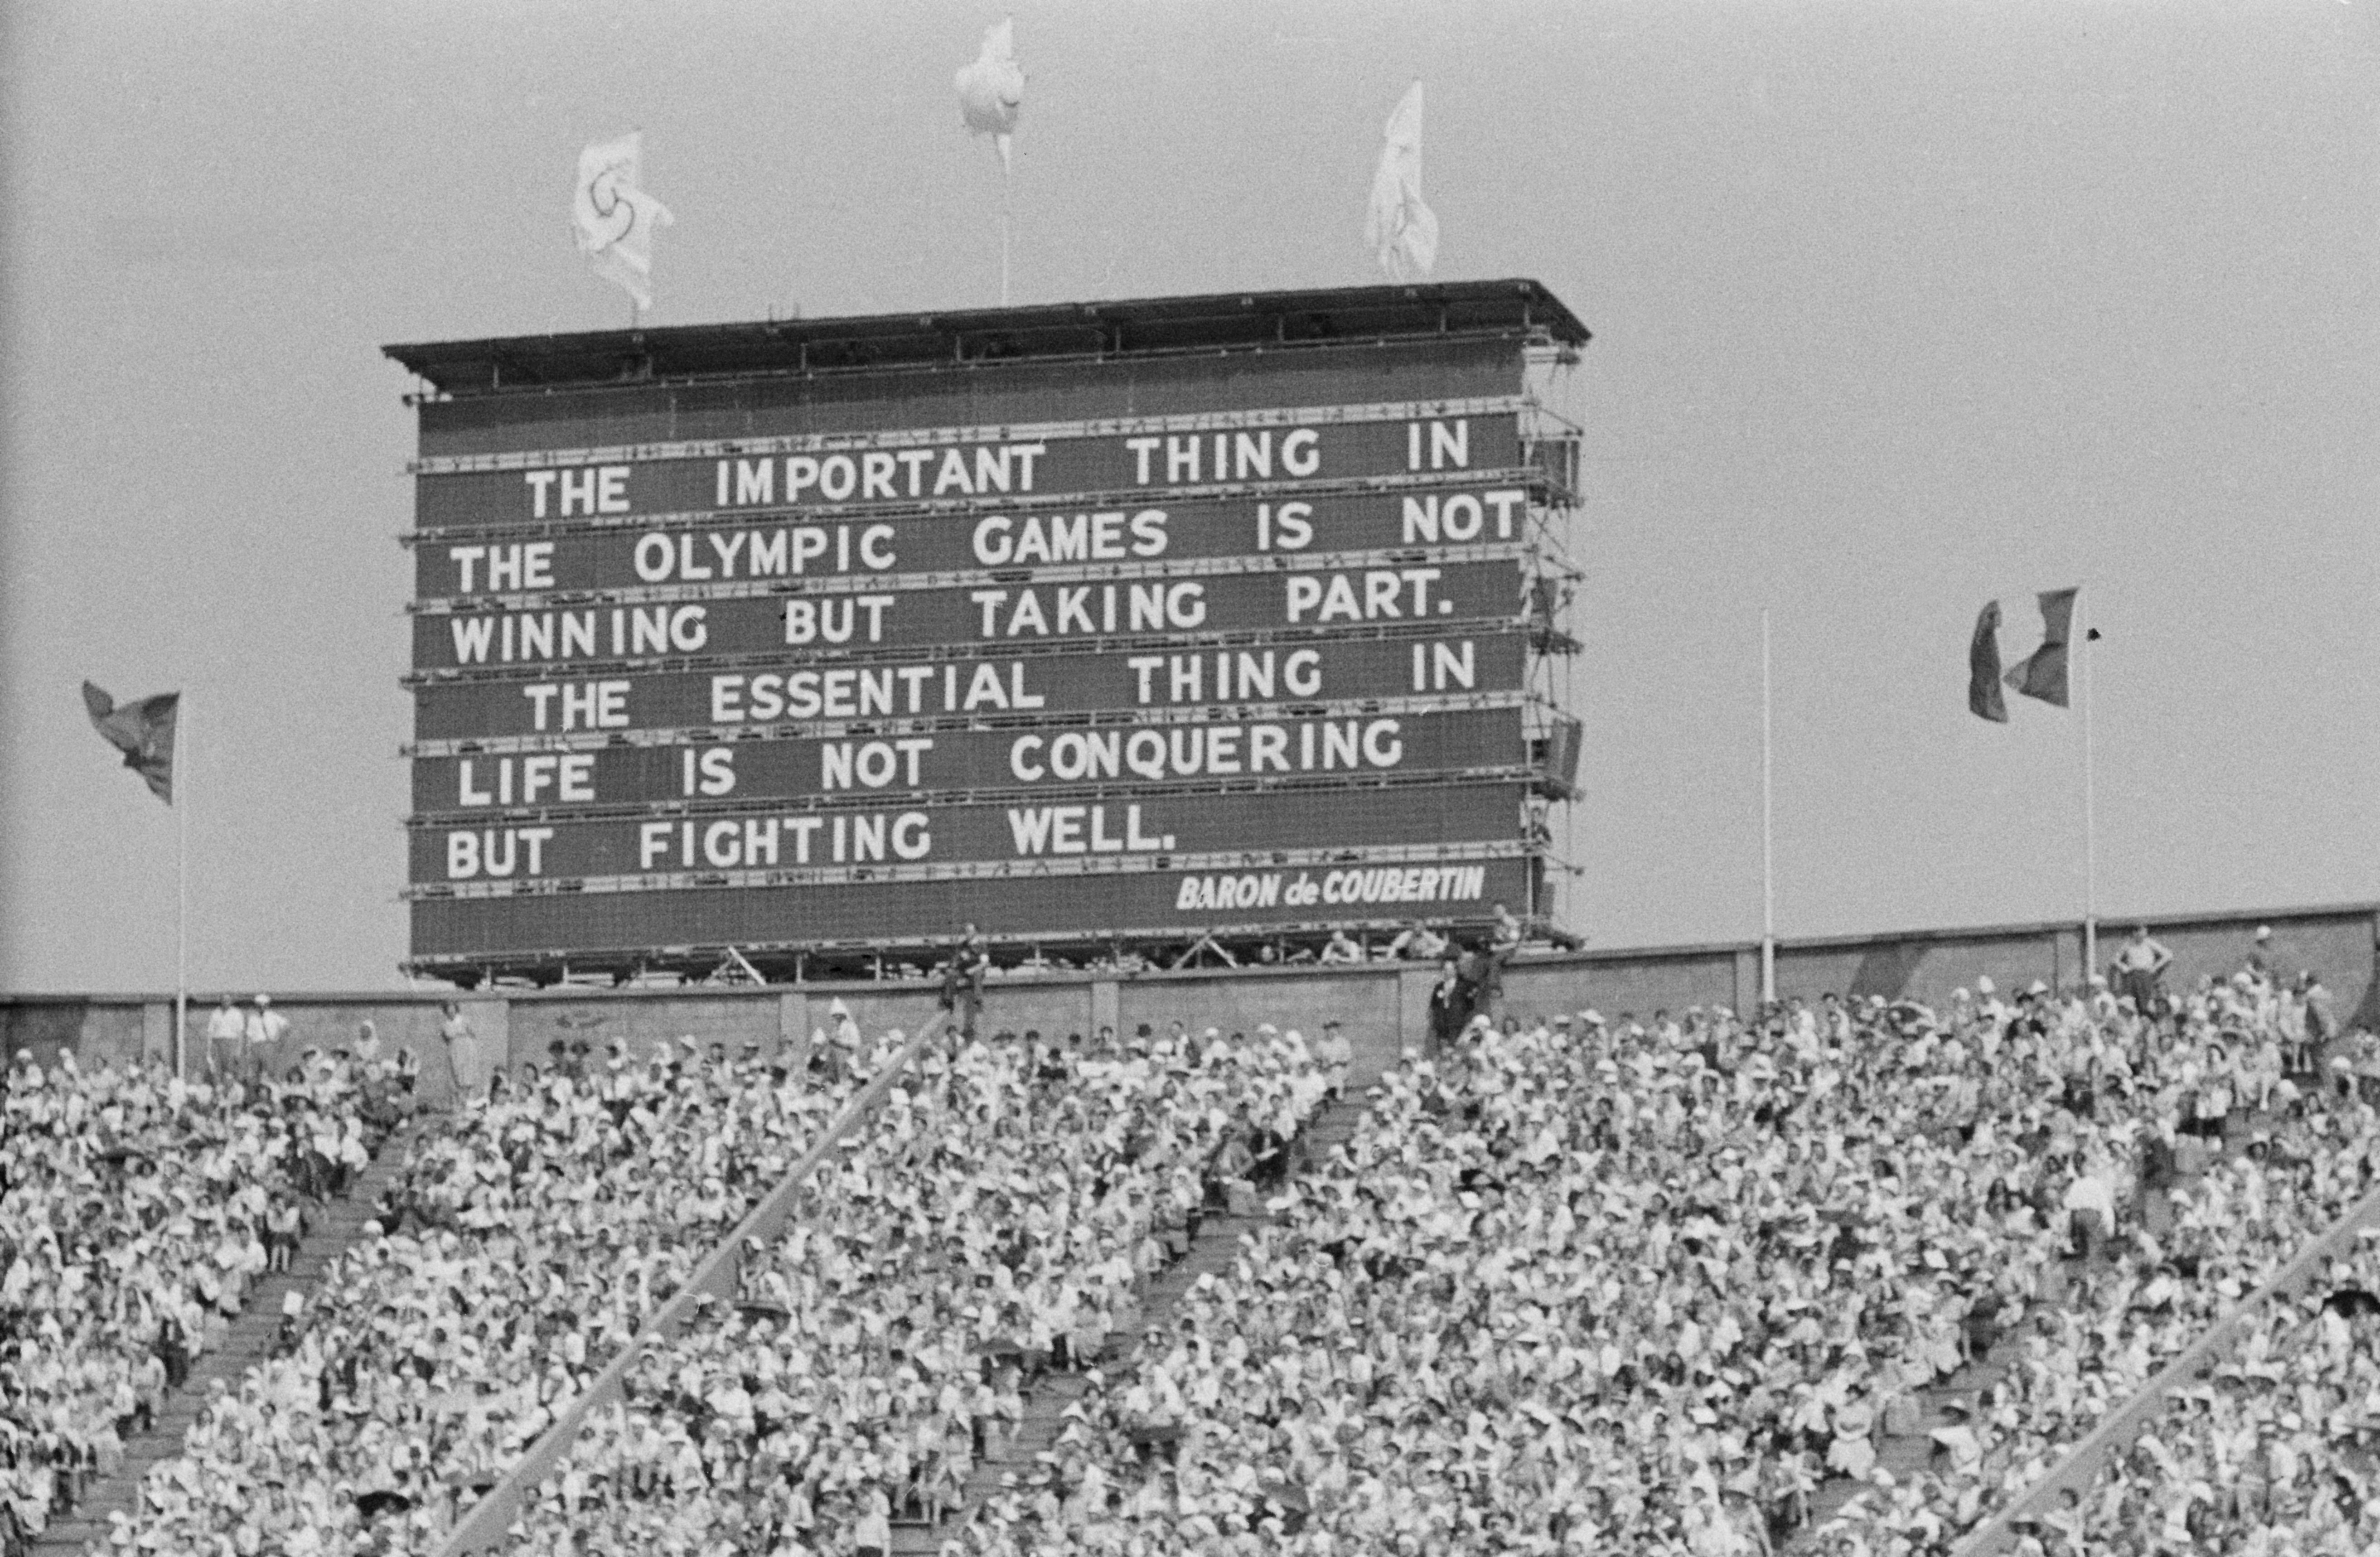 THE IMPORTANT THING IN
THE OLYMPIC GAMES IS NOT
WINNING BUT TAKING PART.
THE ESSENTIAL THING IN
LIFE IS NOT CONQUERING
BUT FIGHTING WELL.
BARON de COUBERTIN